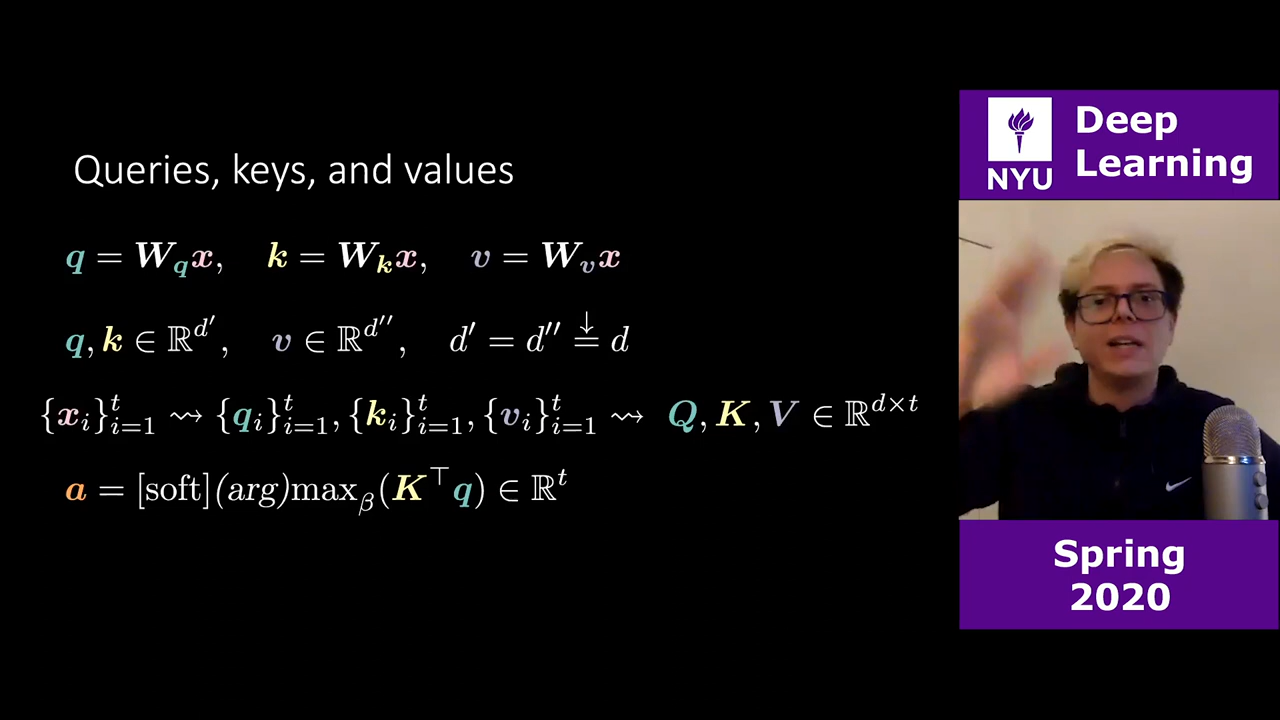 Queries, keys, and values
q = W_q x, k = W_k x, v = W_v x
q, k ∈ ℝ^{d′}, v ∈ ℝ^{d″}, d′ = d″ ≟↓ d
{x_i}_{i=1}^t ⇝ {q_i}_{i=1}^t, {k_i}_{i=1}^t, {v_i}_{i=1}^t ⇝ Q, K, V ∈ ℝ^{d×t}
a = [soft](arg)max_β(K^⊤ q) ∈ ℝ^t
NYU
Deep
Learning
Spring
2020